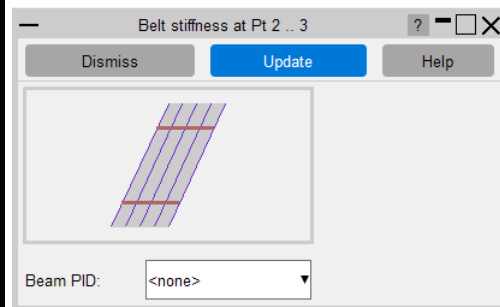 Belt stiffness at Pt 2 .. 3 ?
Dismiss Update Help
Beam PID: <none>